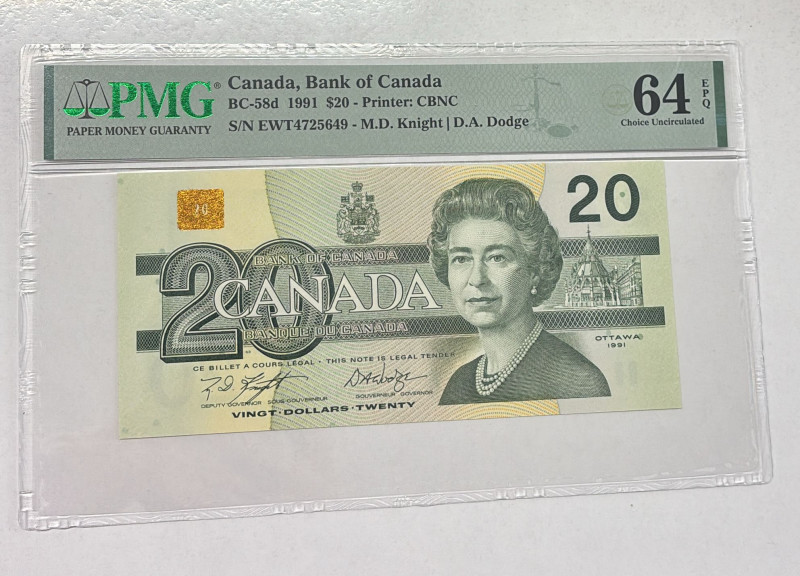 PMG®
PAPER MONEY GUARANTY
Canada, Bank of Canada
BC-58d 1991 $20 - Printer: CBNC
S/N EWT4725649 - M.D. Knight | D.A. Dodge
64 EPQ
Choice Uncirculated
20
20
20
BANK OF CANADA
CANADA
BANQUE DU CANADA
OTTAWA
1991
CE BILLET A COURS LÉGAL • THIS NOTE IS LEGAL TENDER
DEPUTY GOVERNOR SOUS-GOUVERNEUR
GOUVERNEUR GOVERNOR
VINGT·DOLLARS·TWENTY